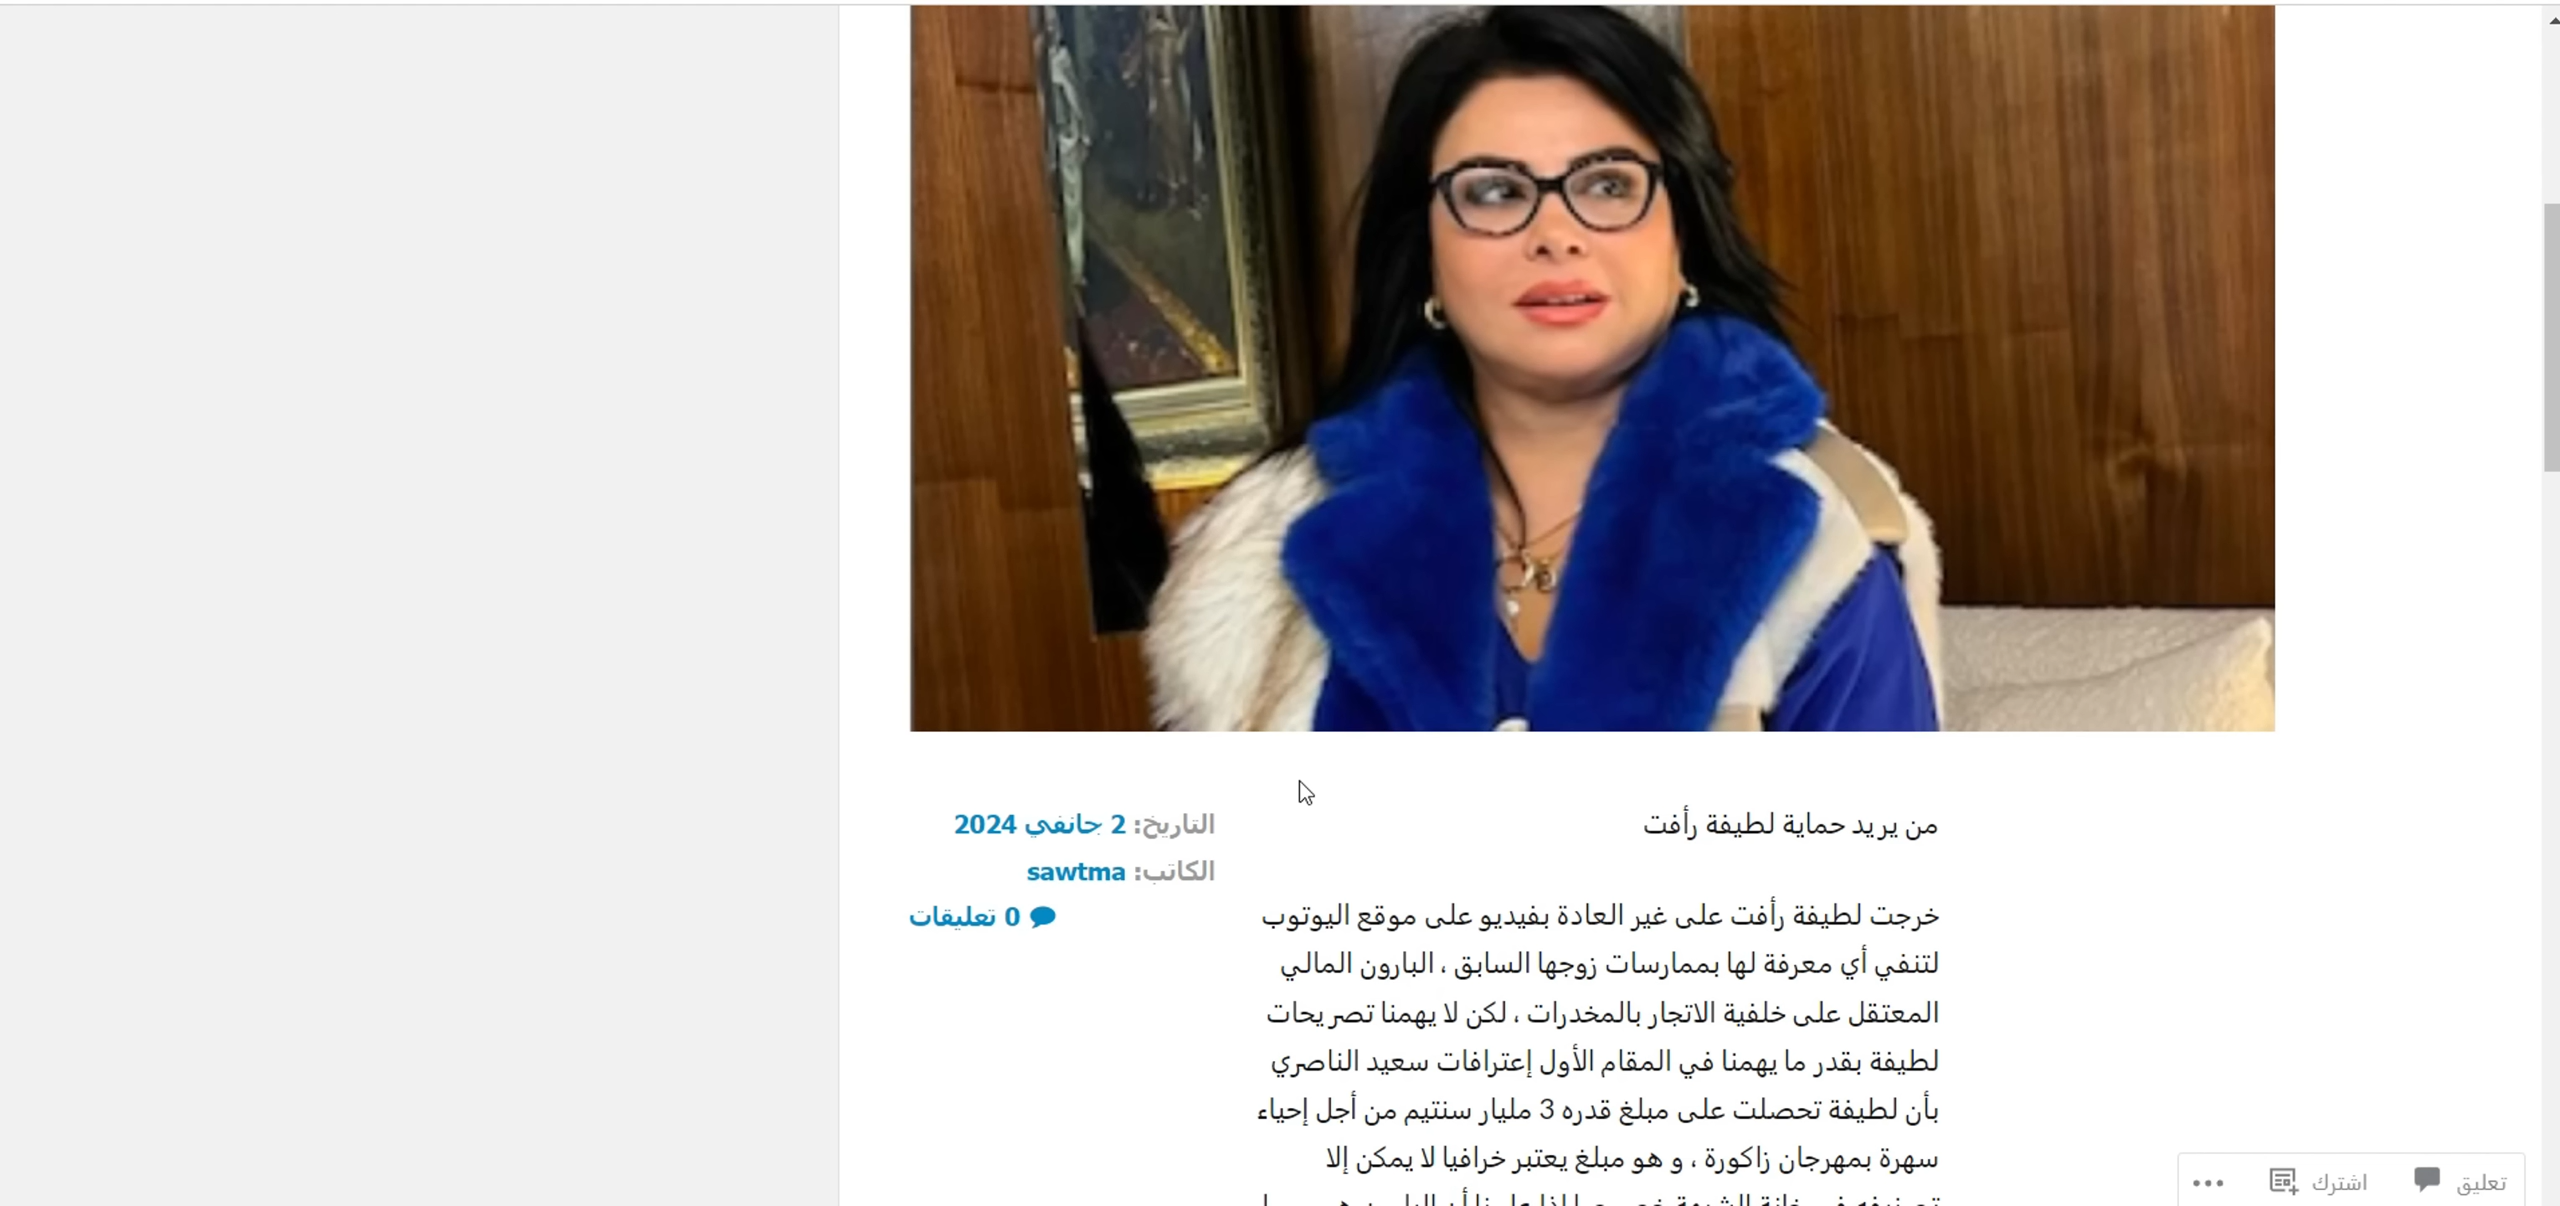 من يريد حماية لطيفة رأفت
خرجت لطيفة رأفت على غير العادة بفيديو على موقع اليوتوب
لتنفي أي معرفة لها بممارسات زوجها السابق ، البارون المالي
المعتقل على خلفية الاتجار بالمخدرات ، لكن لا يهمنا تصريحات
لطيفة بقدر ما يهمنا في المقام الأول إعترافات سعيد الناصري
بأن لطيفة تحصلت على مبلغ قدره 3 مليار سنتيم من أجل إحياء
سهرة بمهرجان زاكورة ، و هو مبلغ يعتبر خرافيا لا يمكن إلا
التاريخ: 2 جانفي 2024
الكاتب: sawtma
0 تعليقات
تعليق
اشترك